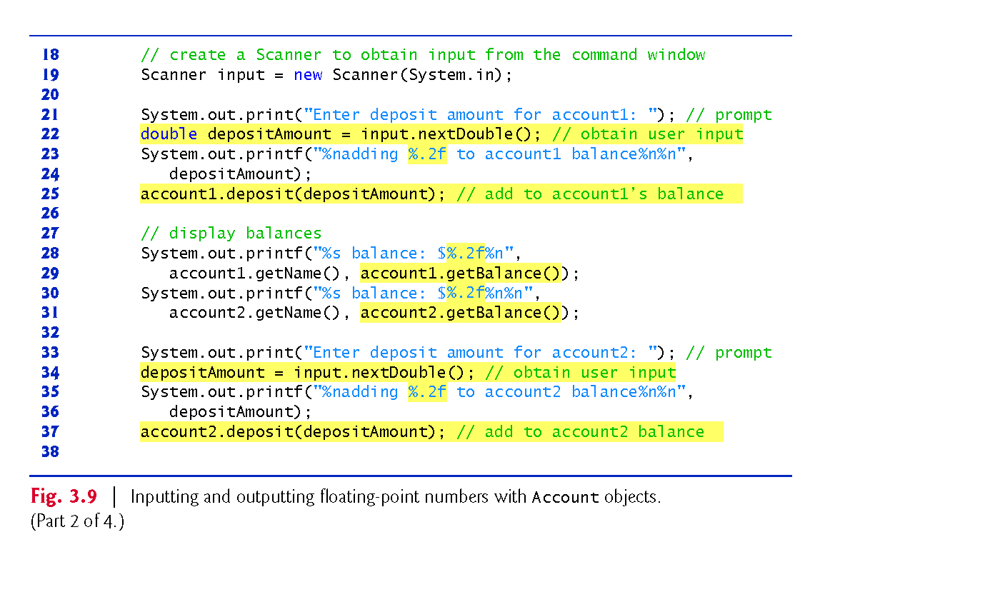 18 // create a Scanner to obtain input from the command window
19 Scanner input = new Scanner(System.in);
20
21 System.out.print("Enter deposit amount for account1: "); // prompt
22 double depositAmount = input.nextDouble(); // obtain user input
23 System.out.printf("%nadding %.2f to account1 balance%n%n",
24 depositAmount);
25 account1.deposit(depositAmount); // add to account1’s balance
26
27 // display balances
28 System.out.printf("%s balance: $%.2f%n",
29 account1.getName(), account1.getBalance());
30 System.out.printf("%s balance: $%.2f%n%n",
31 account2.getName(), account2.getBalance());
32
33 System.out.print("Enter deposit amount for account2: "); // prompt
34 depositAmount = input.nextDouble(); // obtain user input
35 System.out.printf("%nadding %.2f to account2 balance%n%n",
36 depositAmount);
37 account2.deposit(depositAmount); // add to account2 balance
38
Fig. 3.9 | Inputting and outputting floating-point numbers with Account objects.
(Part 2 of 4.)